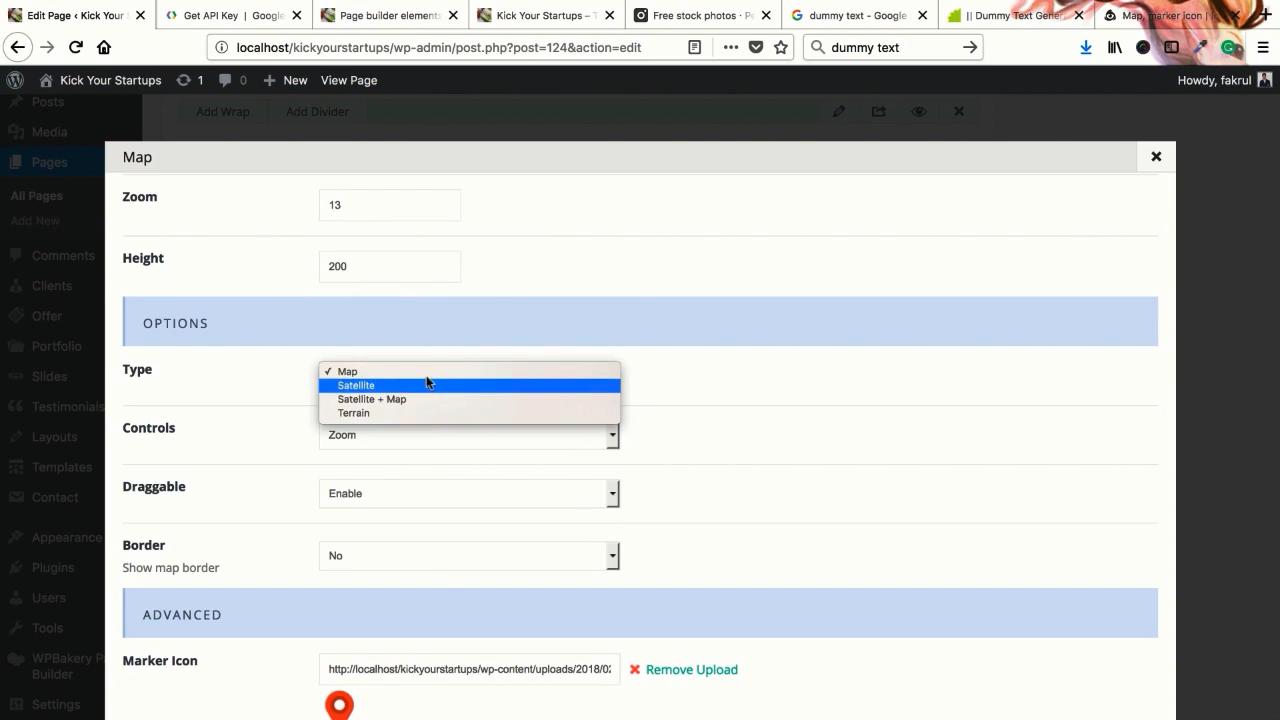 Edit Page ‹ Kick Your
Get API Key | Google
Page builder elements
Kick Your Startups – T
Free stock photos · Pe
dummy text - Google
|| Dummy Text Gener
Map, marker icon |
localhost/kickyourstartups/wp-admin/post.php?post=124&action=edit
dummy text
Kick Your Startups
1
0
New
View Page
Howdy, fakrul
Posts
Media
Pages
All Pages
Add New
Comments
Clients
Offer
Portfolio
Slides
Testimonials
Layouts
Templates
Contact
Appearance
Plugins
Users
Tools
WPBakery P
Builder
Settings
Add Wrap
Add Divider
Map
Zoom
13
Height
200
OPTIONS
Type
Map
Satellite
Satellite + Map
Terrain
Controls
Zoom
Draggable
Enable
Border
Show map border
No
ADVANCED
Marker Icon
http://localhost/kickyourstartups/wp-content/uploads/2018/02
Remove Upload